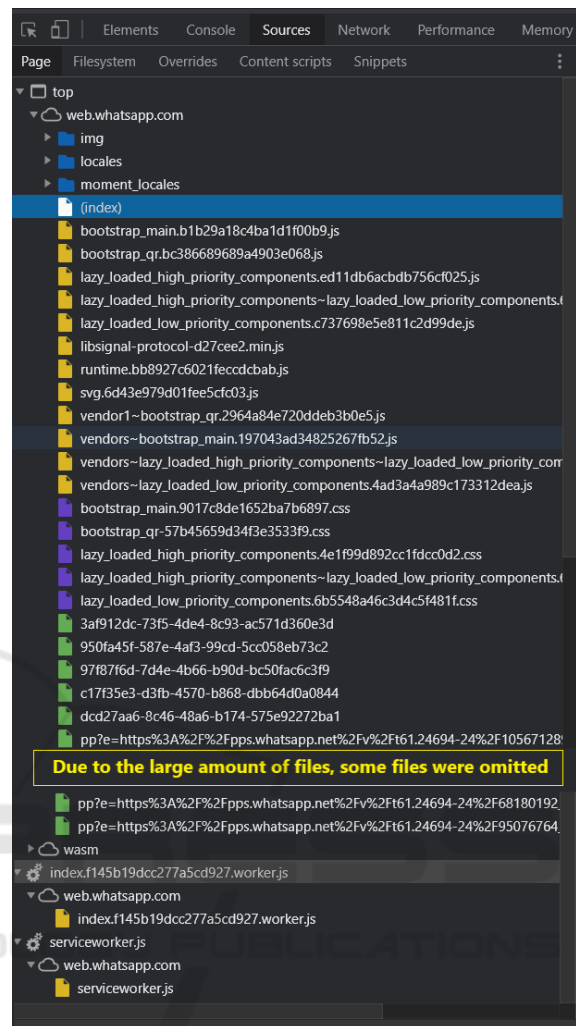 Elements Console Sources Network Performance Memory
Page Filesystem Overrides Content scripts Snippets
top
web.whatsapp.com
img
locales
moment_locales
(index)
bootstrap_main.b1b29a18c4ba1d1f00b9.js
bootstrap_qr.bc386689689a4903e068.js
lazy_loaded_high_priority_components.ed11db6acbdb756cf025.js
lazy_loaded_high_priority_components~lazy_loaded_low_priority_components.6
lazy_loaded_low_priority_components.c737698e5e811c2d99de.js
libsignal-protocol-d27cee2.min.js
runtime.bb8927c6021feccdcbab.js
svg.6d43e979d01fee5cfc03.js
vendor1~bootstrap_qr.2964a84e720ddeb3b0e5.js
vendors~bootstrap_main.197043ad34825267fb52.js
vendors~lazy_loaded_high_priority_components~lazy_loaded_low_priority_com
vendors~lazy_loaded_low_priority_components.4ad3a4a989c173312dea.js
bootstrap_main.9017c8de1652ba7b6897.css
bootstrap_qr-57b45659d34f3e3533f9.css
lazy_loaded_high_priority_components.4e1f99d892cc1fdcc0d2.css
lazy_loaded_high_priority_components~lazy_loaded_low_priority_components.6
lazy_loaded_low_priority_components.6b5548a46c3d4c5f481f.css
3af912dc-73f5-4de4-8c93-ac571d360e3d
950fa45f-587e-4af3-99cd-5cc058eb73c2
97f87f6d-7d4e-4b66-b90d-bc50fac6c3f9
c17f35e3-d3fb-4570-b868-dbb64d0a0844
dcd27aa6-8c46-48a6-b174-575e92272ba1
pp?e=https%3A%2F%2Fpps.whatsapp.net%2Fv%2Ft61.24694-24%2F10567128
Due to the large amount of files, some files were omitted
pp?e=https%3A%2F%2Fpps.whatsapp.net%2Fv%2Ft61.24694-24%2F68180192_
pp?e=https%3A%2F%2Fpps.whatsapp.net%2Fv%2Ft61.24694-24%2F95076764_
wasm
index.f145b19dcc277a5cd927.worker.js
web.whatsapp.com
index.f145b19dcc277a5cd927.worker.js
serviceworker.js
web.whatsapp.com
serviceworker.js